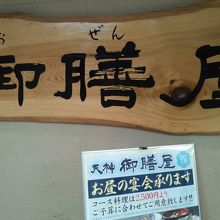 おぜん
御膳屋
天神 御膳屋
お昼の宴会承ります
コース料理は2,500円より
ご予算に合わせてご用意致します!!